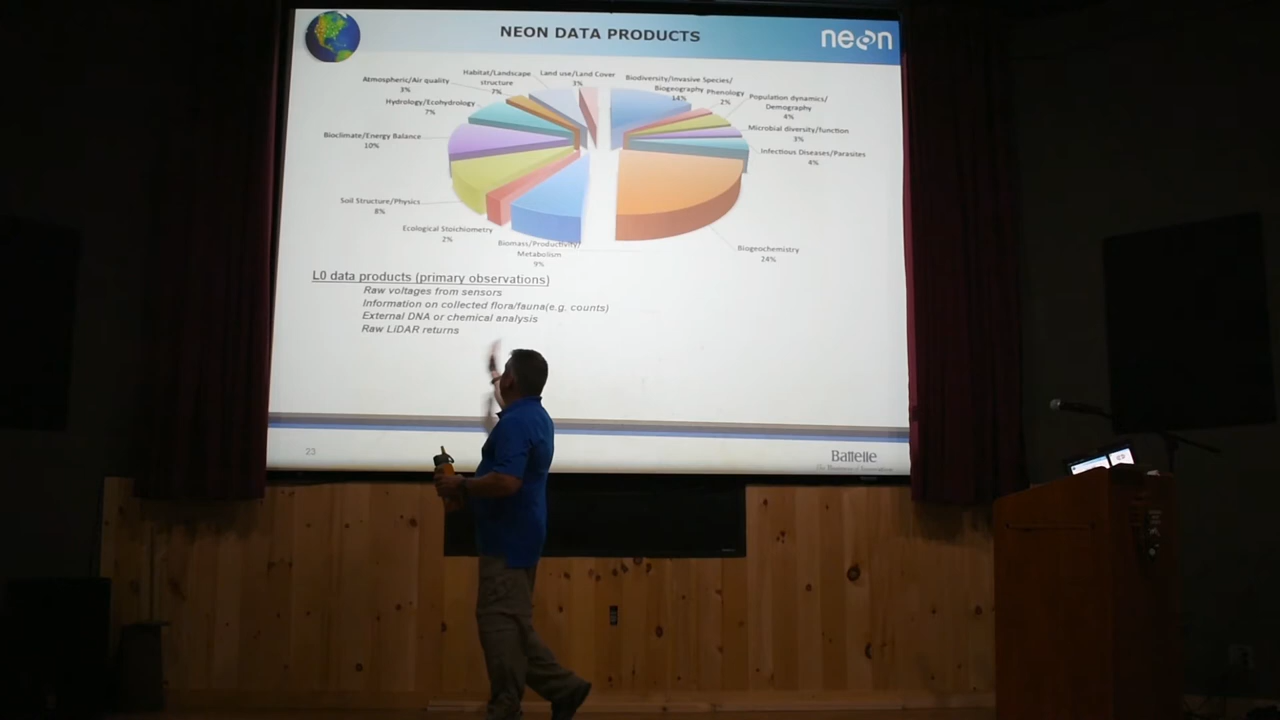 NEON DATA PRODUCTS
neon
Habitat/Landscape
structure
7%
Land use/Land Cover
3%
Biodiversity/Invasive Species/
Biogeography
14%
Phenology
2%
Atmospheric/Air quality
3%
Population dynamics/
Demography
4%
Hydrology/Ecohydrology
7%
Microbial diversity/function
3%
Bioclimate/Energy Balance
10%
Infectious Diseases/Parasites
4%
Soil Structure/Physics
8%
Ecological Stoichiometry
2%
Biomass/Productivity/
Metabolism
9%
Biogeochemistry
24%
L0 data products (primary observations)
Raw voltages from sensors
Information on collected flora/fauna(e.g. counts)
External DNA or chemical analysis
Raw LiDAR returns
23
Battelle